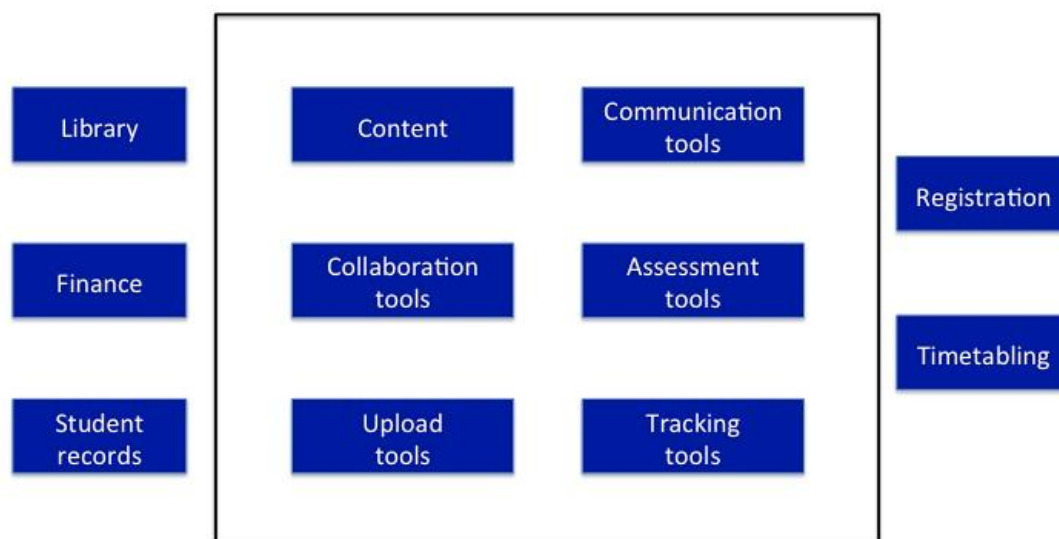 Library
Finance
Student
records
Content
Communication
tools
Collaboration
tools
Assessment
tools
Upload
tools
Tracking
tools
Registration
Timetabling